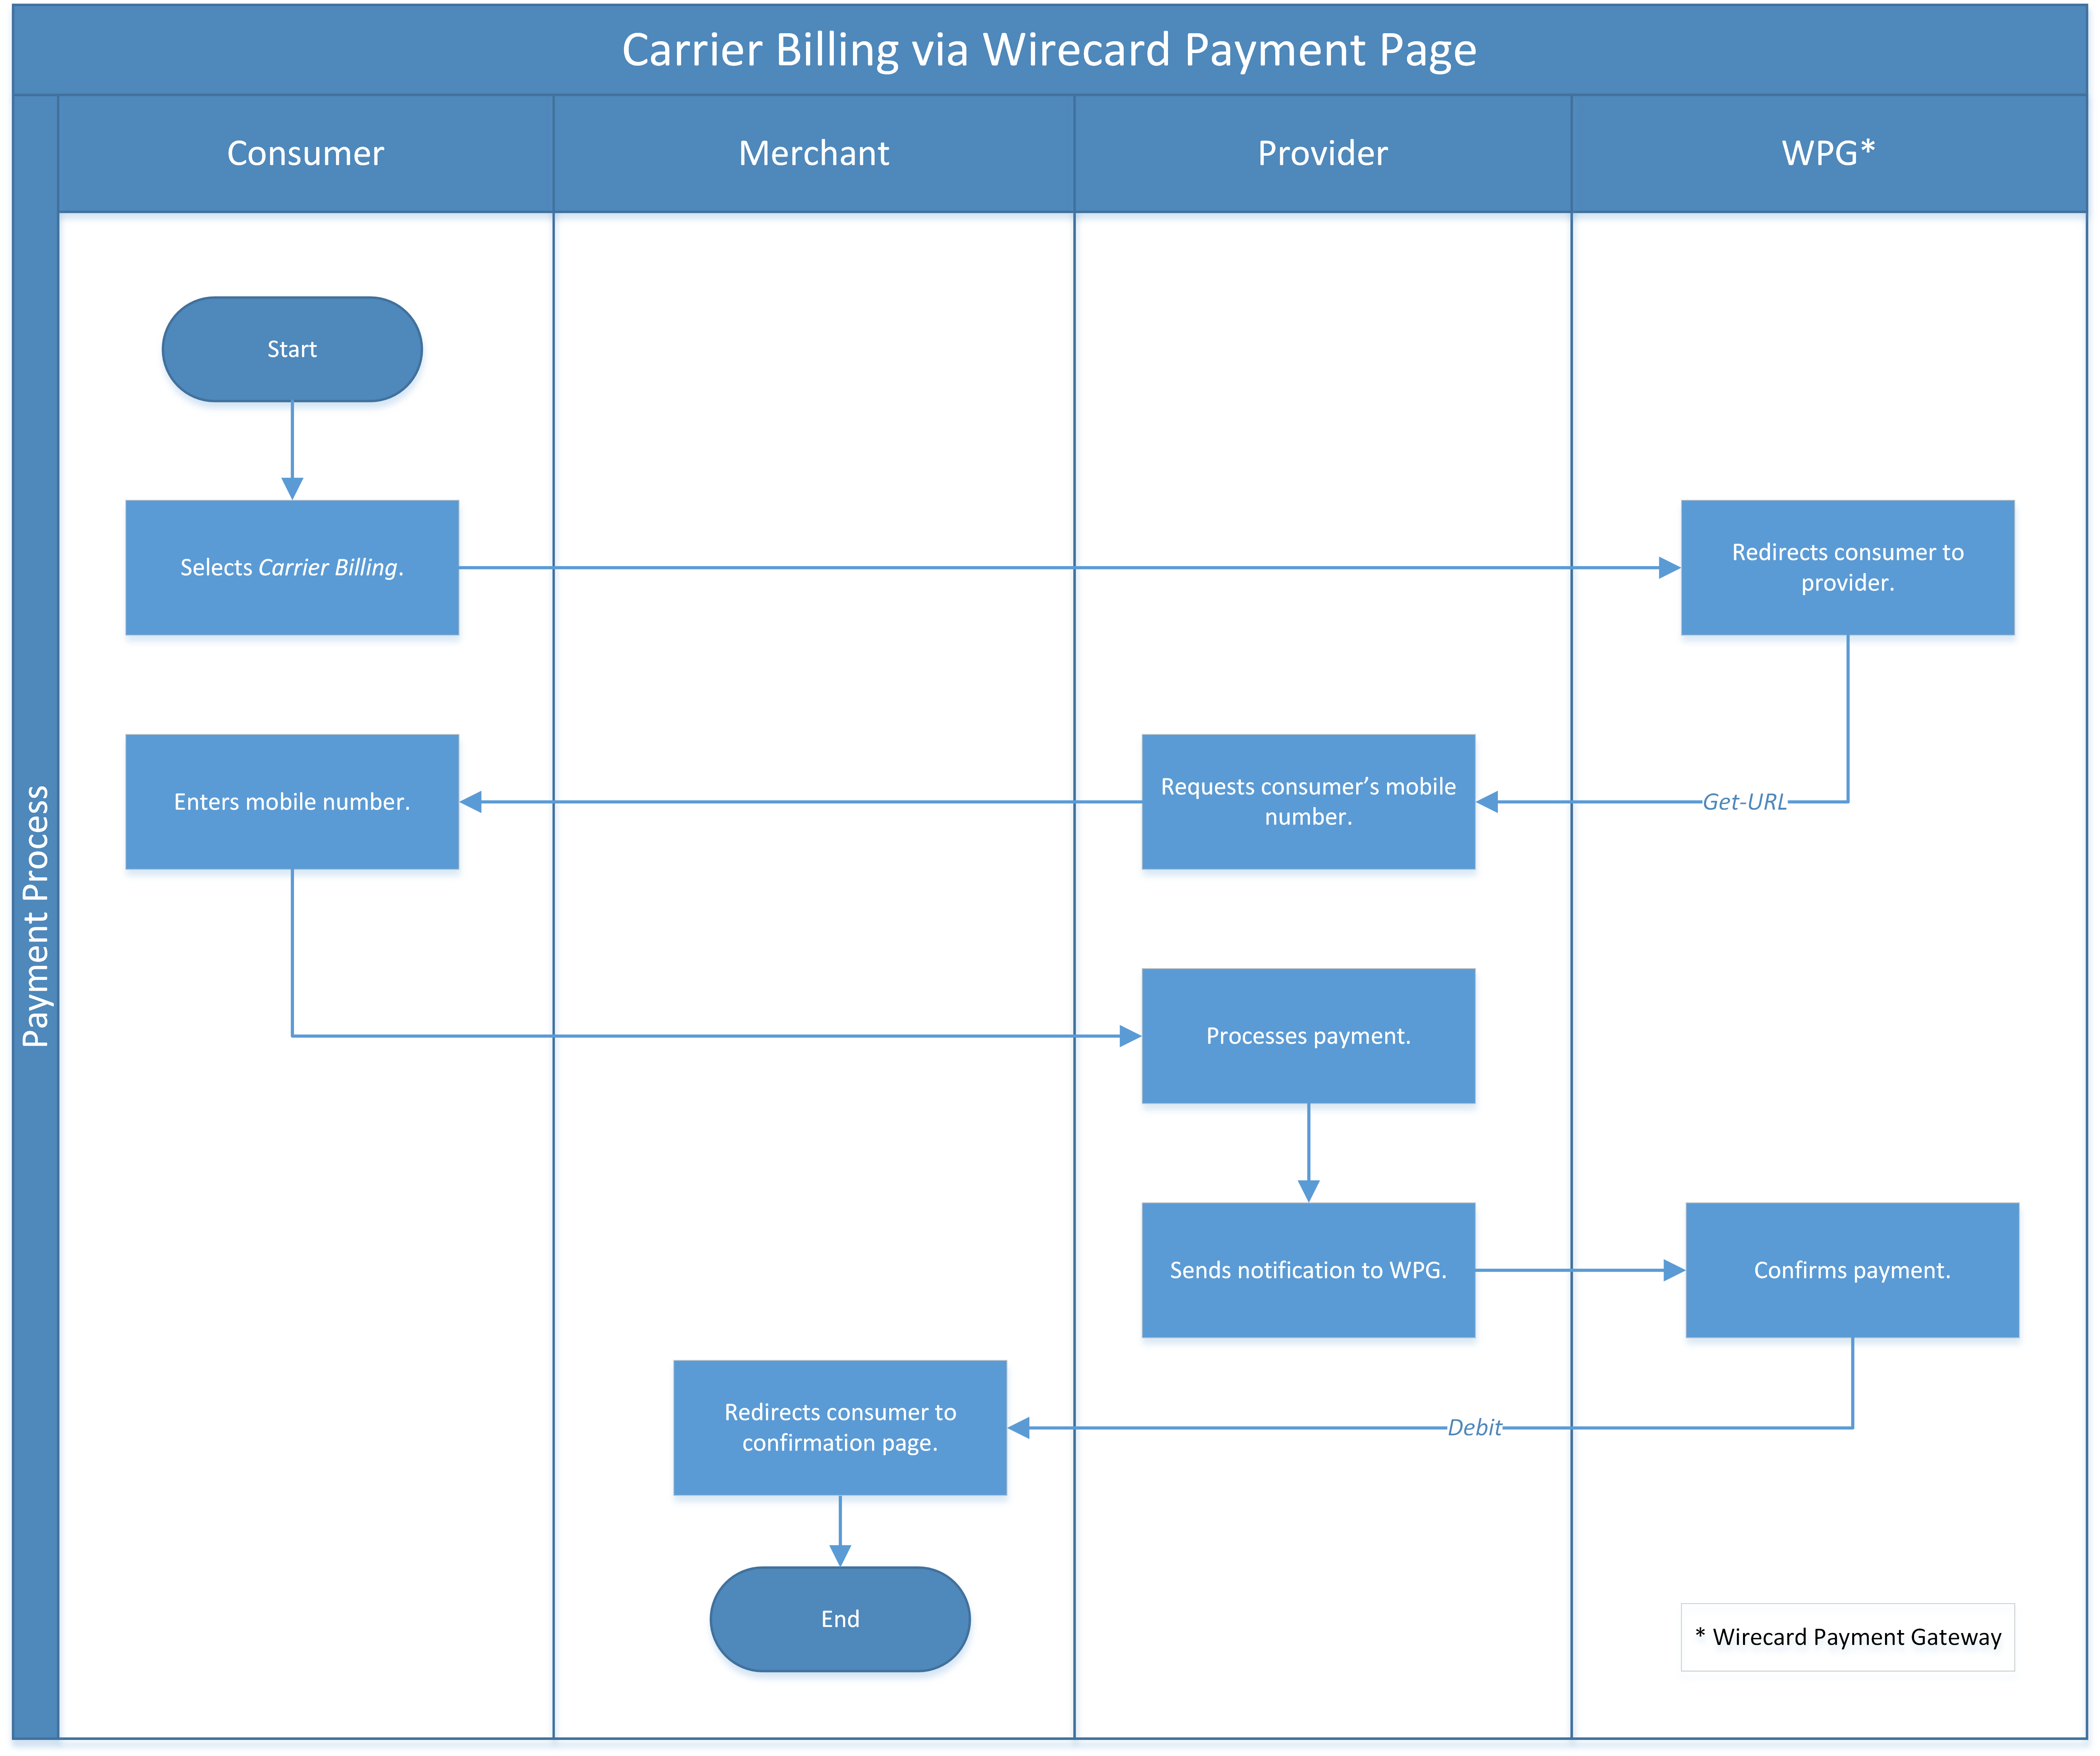 Carrier Billing via Wirecard Payment Page
Consumer
Merchant
Provider
WPG*
Payment Process
Start
Selects Carrier Billing.
Redirects consumer to
provider.
Get-URL
Requests consumer’s mobile
number.
Enters mobile number.
Processes payment.
Sends notification to WPG.
Confirms payment.
Debit
Redirects consumer to
confirmation page.
End
* Wirecard Payment Gateway